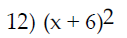 12) (x + 6)2